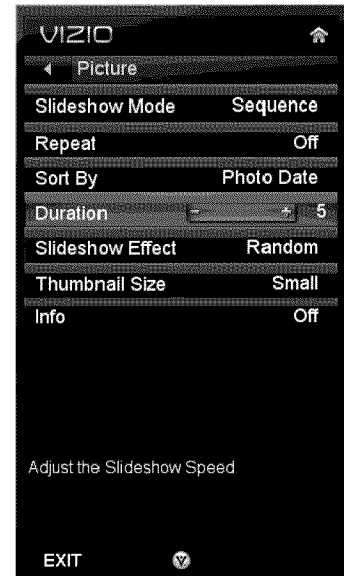 VIZIO
Picture
Slideshow Mode Sequence
Repeat Off
Sort By Photo Date
Duration - + 5
Slideshow Effect Random
Thumbnail Size Small
Info Off
Adjust the Slideshow Speed
EXIT V